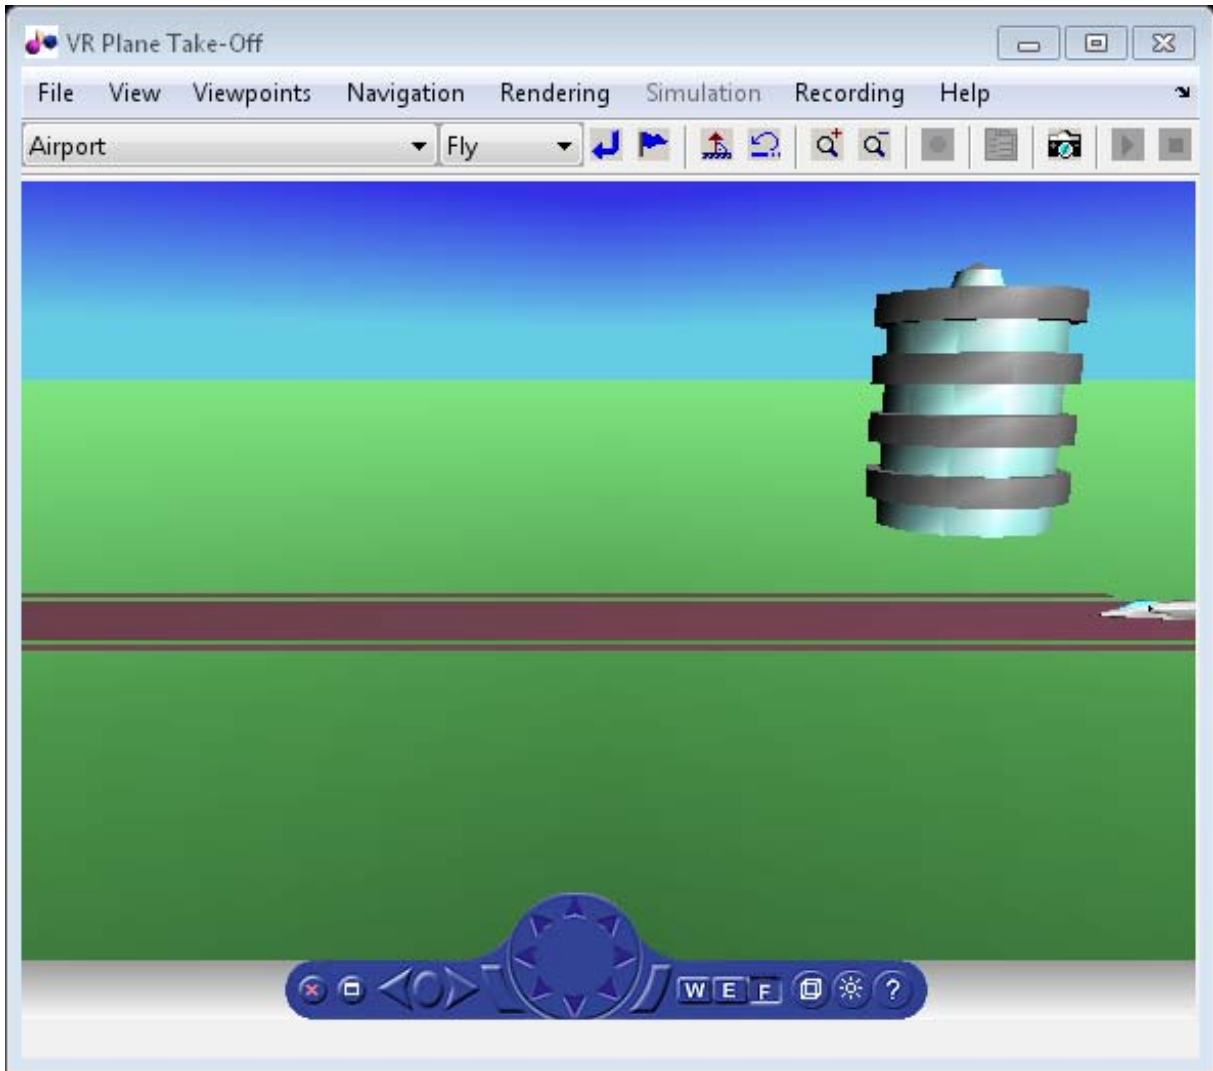 VR Plane Take-Off
File View Viewpoints Navigation Rendering Simulation Recording Help
Airport Fly
W E F ?